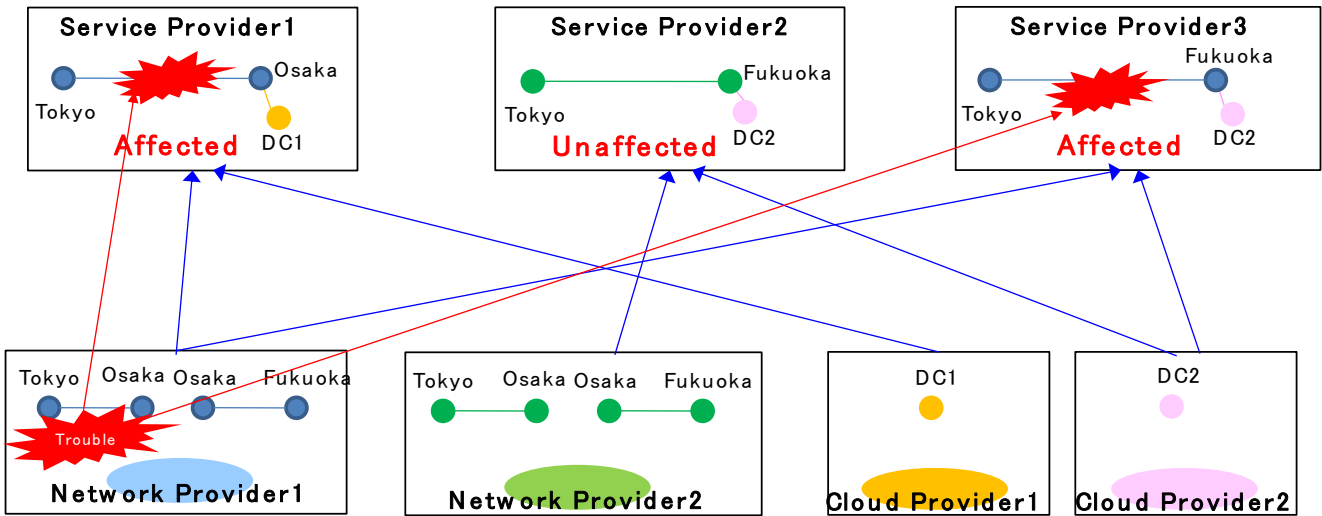 Service Provider1
Osaka
Tokyo
DC1
Affected
Service Provider2
Fukuoka
Tokyo
DC2
Unaffected
Service Provider3
Fukuoka
Tokyo
DC2
Affected
Tokyo Osaka Osaka Fukuoka
Trouble
Network Provider1
Tokyo Osaka Osaka Fukuoka
Network Provider2
DC1
Cloud Provider1
DC2
Cloud Provider2